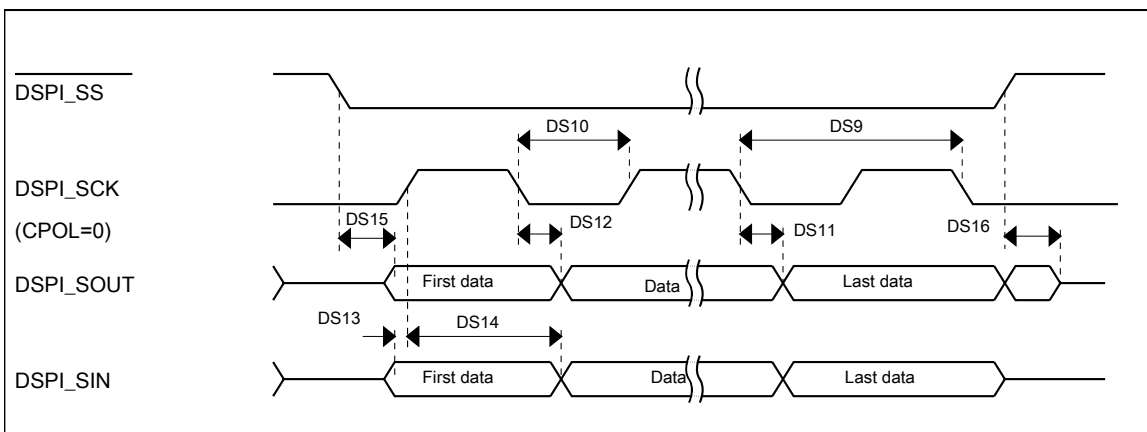 DSPI_SS
DS10
DS9
DSPI_SCK
(CPOL=0)
DS15
DS12
DS11
DS16
DSPI_SOUT
First data
Data
Last data
DS13
DS14
DSPI_SIN
First data
Data
Last data